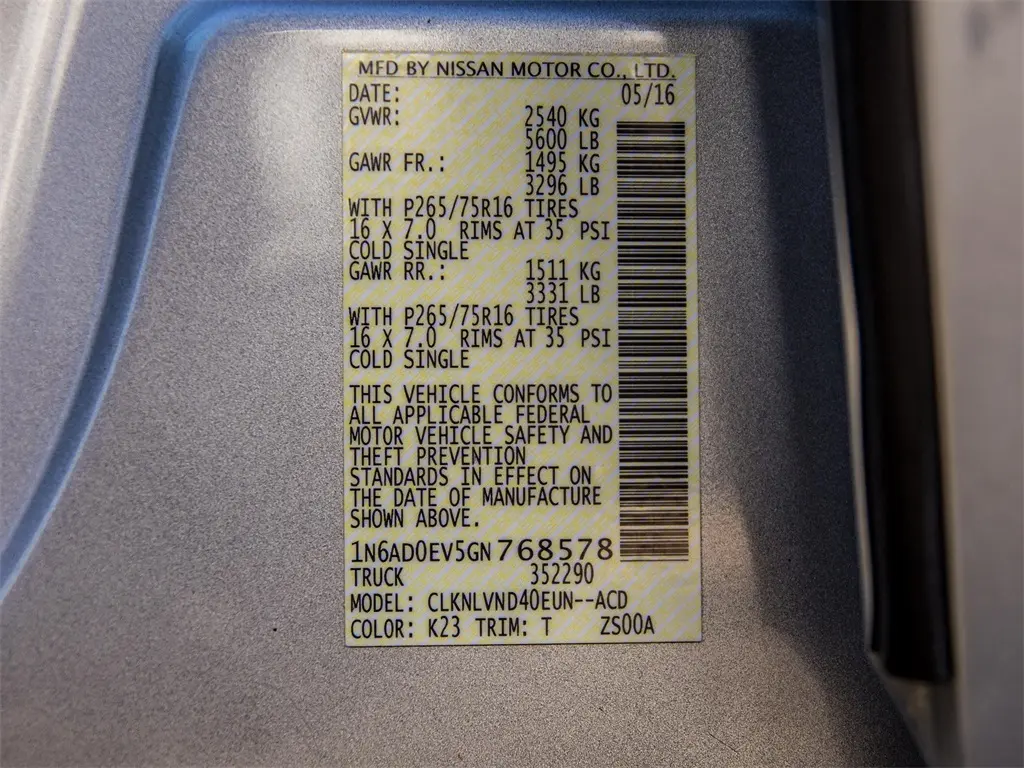 MFD BY NISSAN MOTOR CO., LTD.
DATE: 05/16
GVWR: 2540 KG
5600 LB
GAWR FR.: 1495 KG
3296 LB
WITH P265/75R16 TIRES
16 X 7.0 RIMS AT 35 PSI
COLD SINGLE
GAWR RR.: 1511 KG
3331 LB
WITH P265/75R16 TIRES
16 X 7.0 RIMS AT 35 PSI
COLD SINGLE
THIS VEHICLE CONFORMS TO
ALL APPLICABLE FEDERAL
MOTOR VEHICLE SAFETY AND
THEFT PREVENTION
STANDARDS IN EFFECT ON
THE DATE OF MANUFACTURE
SHOWN ABOVE.
1N6AD0EV5GN768578
TRUCK 352290
MODEL: CLKNLVND40EUN--ACD
COLOR: K23 TRIM: T ZS00A